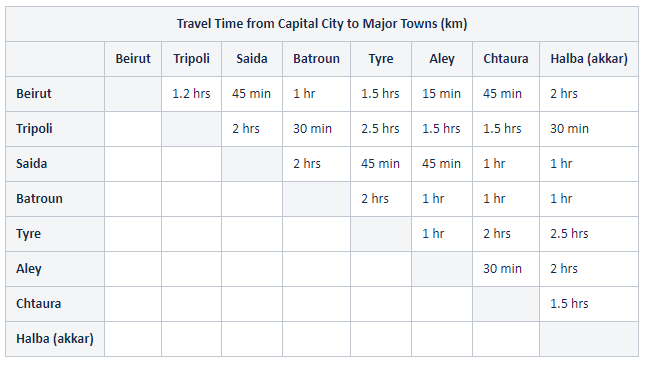 Travel Time from Capital City to Major Towns (km)
Beirut Tripoli Saida Batroun Tyre Aley Chtaura Halba (akkar)
Beirut 1.2 hrs 45 min 1 hr 1.5 hrs 15 min 45 min 2 hrs
Tripoli 2 hrs 30 min 2.5 hrs 1.5 hrs 1.5 hrs 30 min
Saida 2 hrs 45 min 45 min 1 hr 1 hr
Batroun 2 hrs 1 hr 1 hr 1 hr
Tyre 1 hr 2 hrs 2.5 hrs
Aley 30 min 2 hrs
Chtaura 1.5 hrs
Halba (akkar)